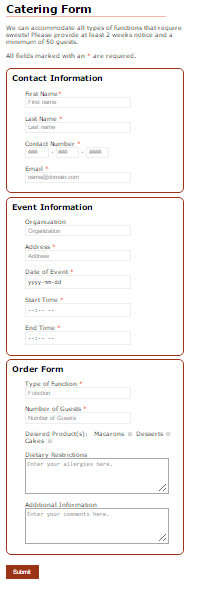 Catering Form
We can accommodate all types of functions that require
sweets! Please provide at least 2 weeks notice and a
minimum of 50 guests.
All fields marked with an * are required.
Contact Information
First Name*
First name
Last Name *
Last name
Contact Number *
### - ### - ####
Email *
name@domain.com
Event Information
Organization
Organization
Address *
Address
Date of Event *
yyyy-mm-dd
Start Time *
--:-- --
End Time *
--:-- --
Order Form
Type of Function *
Function
Number of Guests *
Number of Guests
Desired Product(s): Macarons Desserts
Cakes
Dietary Restrictions
Enter your allergies here.
Additional Information
Enter your comments here.
Submit